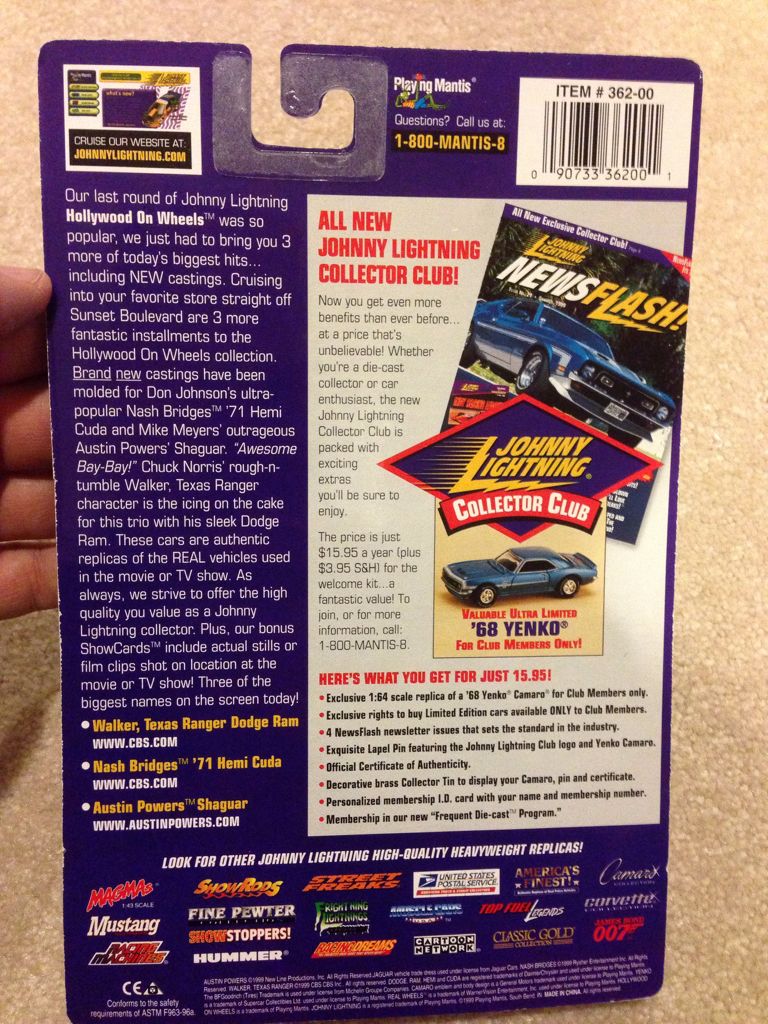 CRUISE OUR WEBSITE AT:
JOHNNYLIGHTNING.COM
Playing Mantis®
Questions? Call us at:
1-800-MANTIS-8
ITEM # 362-00
0 90733 36200 1
Our last round of Johnny Lightning
Hollywood On Wheels™ was so
popular, we just had to bring you 3
more of today's biggest hits...
including NEW castings. Cruising
into your favorite store straight off
Sunset Boulevard are 3 more
fantastic installments to the
Hollywood On Wheels collection.
Brand new castings have been
molded for Don Johnson's ultra-
popular Nash Bridges™ '71 Hemi
Cuda and Mike Meyers' outrageous
Austin Powers' Shaguar. "Awesome
Bay-Bay!" Chuck Norris' rough-n-
tumble Walker, Texas Ranger
character is the icing on the cake
for this trio with his sleek Dodge
Ram. These cars are authentic
replicas of the REAL vehicles used
in the movie or TV show. As
always, we strive to offer the high
quality you value as a Johnny
Lightning collector. Plus, our bonus
ShowCards™ include actual stills or
film clips shot on location at the
movie or TV show! Three of the
biggest names on the screen today!
• Walker, Texas Ranger Dodge Ram
WWW.CBS.COM
• Nash Bridges™ '71 Hemi Cuda
WWW.CBS.COM
• Austin Powers™ Shaguar
WWW.AUSTINPOWERS.COM
ALL NEW
JOHNNY LIGHTNING
COLLECTOR CLUB!
Now you get even more
benefits than ever before...
at a price that's
unbelievable! Whether
you're a die-cast
collector or car
enthusiast, the new
Johnny Lightning
Collector Club is
packed with
exciting
extras
you'll be sure to
enjoy.
The price is just
$15.95 a year (plus
$3.95 S&H) for the
welcome kit...a
fantastic value! To
join, or for more
information, call:
1-800-MANTIS-8.
All New Exclusive Collector Club!
JOHNNY LIGHTNING
NEWSFLASH!
JOHNNY
LIGHTNING®
COLLECTOR CLUB
VALUABLE ULTRA LIMITED
'68 YENKO®
FOR CLUB MEMBERS ONLY!
HERE'S WHAT YOU GET FOR JUST 15.95!
• Exclusive 1:64 scale replica of a '68 Yenko® Camaro® for Club Members only.
• Exclusive rights to buy Limited Edition cars available ONLY to Club Members.
• 4 NewsFlash newsletter issues that sets the standard in the industry.
• Exquisite Lapel Pin featuring the Johnny Lightning Club logo and Yenko Camaro.
• Official Certificate of Authenticity.
• Decorative brass Collector Tin to display your Camaro, pin and certificate.
• Personalized membership I.D. card with your name and membership number.
• Membership in our new "Frequent Die-cast™ Program."
LOOK FOR OTHER JOHNNY LIGHTNING HIGH-QUALITY HEAVYWEIGHT REPLICAS!
MAGMAs 1:43 SCALE
SHOWRODS
STREET FREAKS
UNITED STATES POSTAL SERVICE®
AMERICA'S FINEST!
Camaro
Mustang
FINE PEWTER
FRIGHTNING LIGHTNINGS
MUSCLE CARS U.S.A.
TOP FUEL LEGENDS
corvette
RACING MACHINES
SHOWSTOPPERS!
HUMMER
RACING DREAMS
CARTOON NETWORK
CLASSIC GOLD COLLECTION
JAMES BOND 007
CE
Conforms to the safety
requirements of ASTM F963-96a.
AUSTIN POWERS ©1999 New Line Productions, Inc. All Rights Reserved.